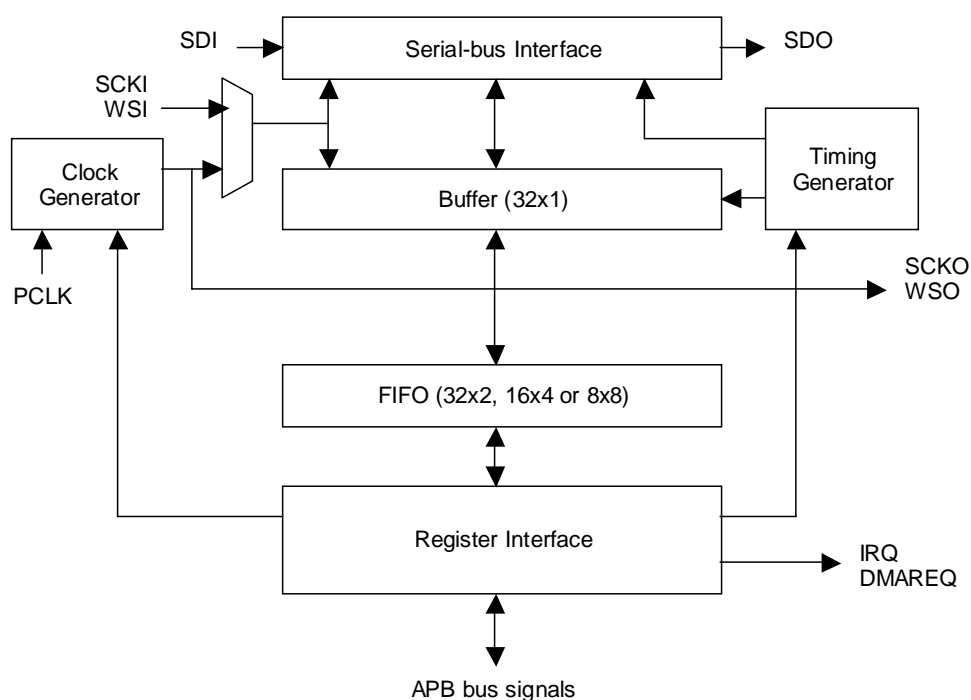 SDI
Serial-bus Interface
SDO
SCKI
WSI
Clock
Generator
Timing
Generator
Buffer (32x1)
PCLK
SCKO
WSO
FIFO (32x2, 16x4 or 8x8)
Register Interface
IRQ
DMAREQ
APB bus signals